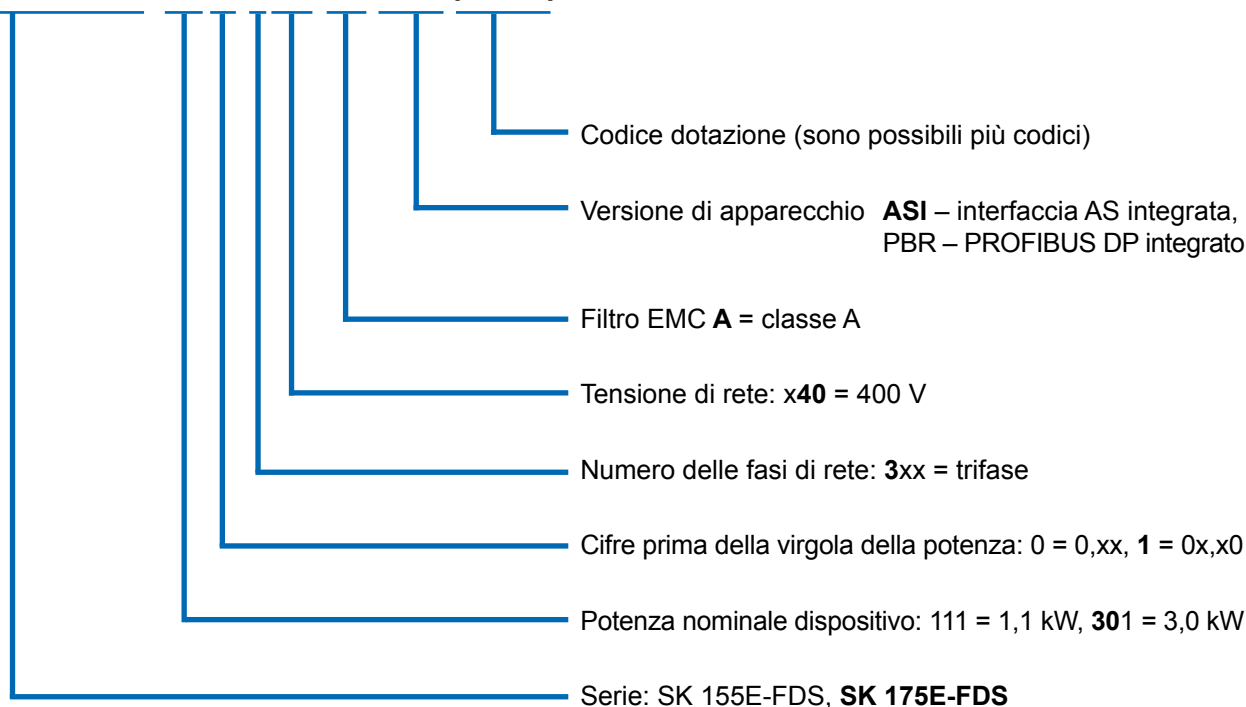 Codice dotazione (sono possibili più codici)
Versione di apparecchio ASI – interfaccia AS integrata,
PBR – PROFIBUS DP integrato
Filtro EMC A = classe A
Tensione di rete: x40 = 400 V
Numero delle fasi di rete: 3xx = trifase
Cifre prima della virgola della potenza: 0 = 0,xx, 1 = 0x,x0
Potenza nominale dispositivo: 111 = 1,1 kW, 301 = 3,0 kW
Serie: SK 155E-FDS, SK 175E-FDS